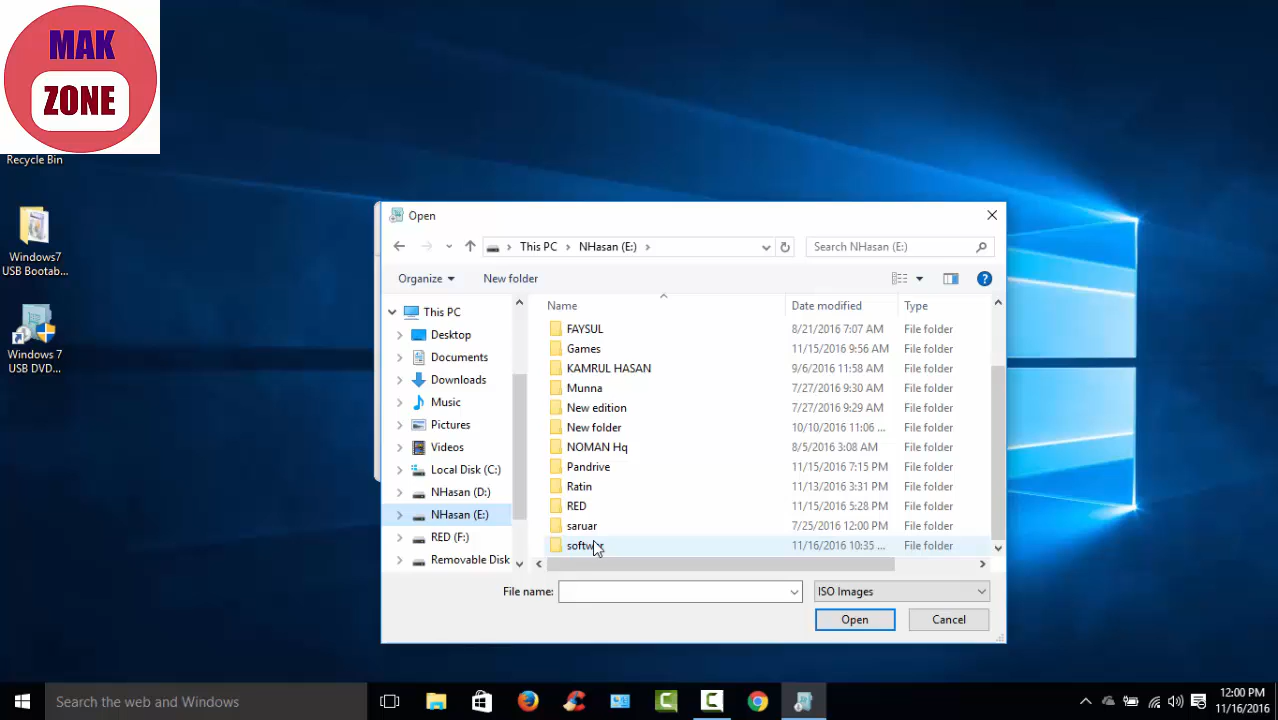 MAK
ZONE
Recycle Bin
Windows7
USB Bootab...
Windows 7
USB DVD...
Open
This PC
NHasan (E:)
Search NHasan (E:)
Organize
New folder
This PC
Desktop
Documents
Downloads
Music
Pictures
Videos
Local Disk (C:)
NHasan (D:)
NHasan (E:)
RED (F:)
Removable Disk
Name Date modified Type
FAYSUL 8/21/2016 7:07 AM File folder
Games 11/15/2016 9:56 AM File folder
KAMRUL HASAN 9/6/2016 11:58 AM File folder
Munna 7/27/2016 9:30 AM File folder
New edition 7/27/2016 9:29 AM File folder
New folder 10/10/2016 11:06 ... File folder
NOMAN Hq 8/5/2016 3:08 AM File folder
Pandrive 11/15/2016 7:15 PM File folder
Ratin 11/13/2016 3:31 PM File folder
RED 11/15/2016 5:28 PM File folder
saruar 7/25/2016 12:00 PM File folder
11/16/2016 10:35 ... File folder
File name:
ISO Images
Open
Cancel
Search the web and Windows
12:00 PM
11/16/2016